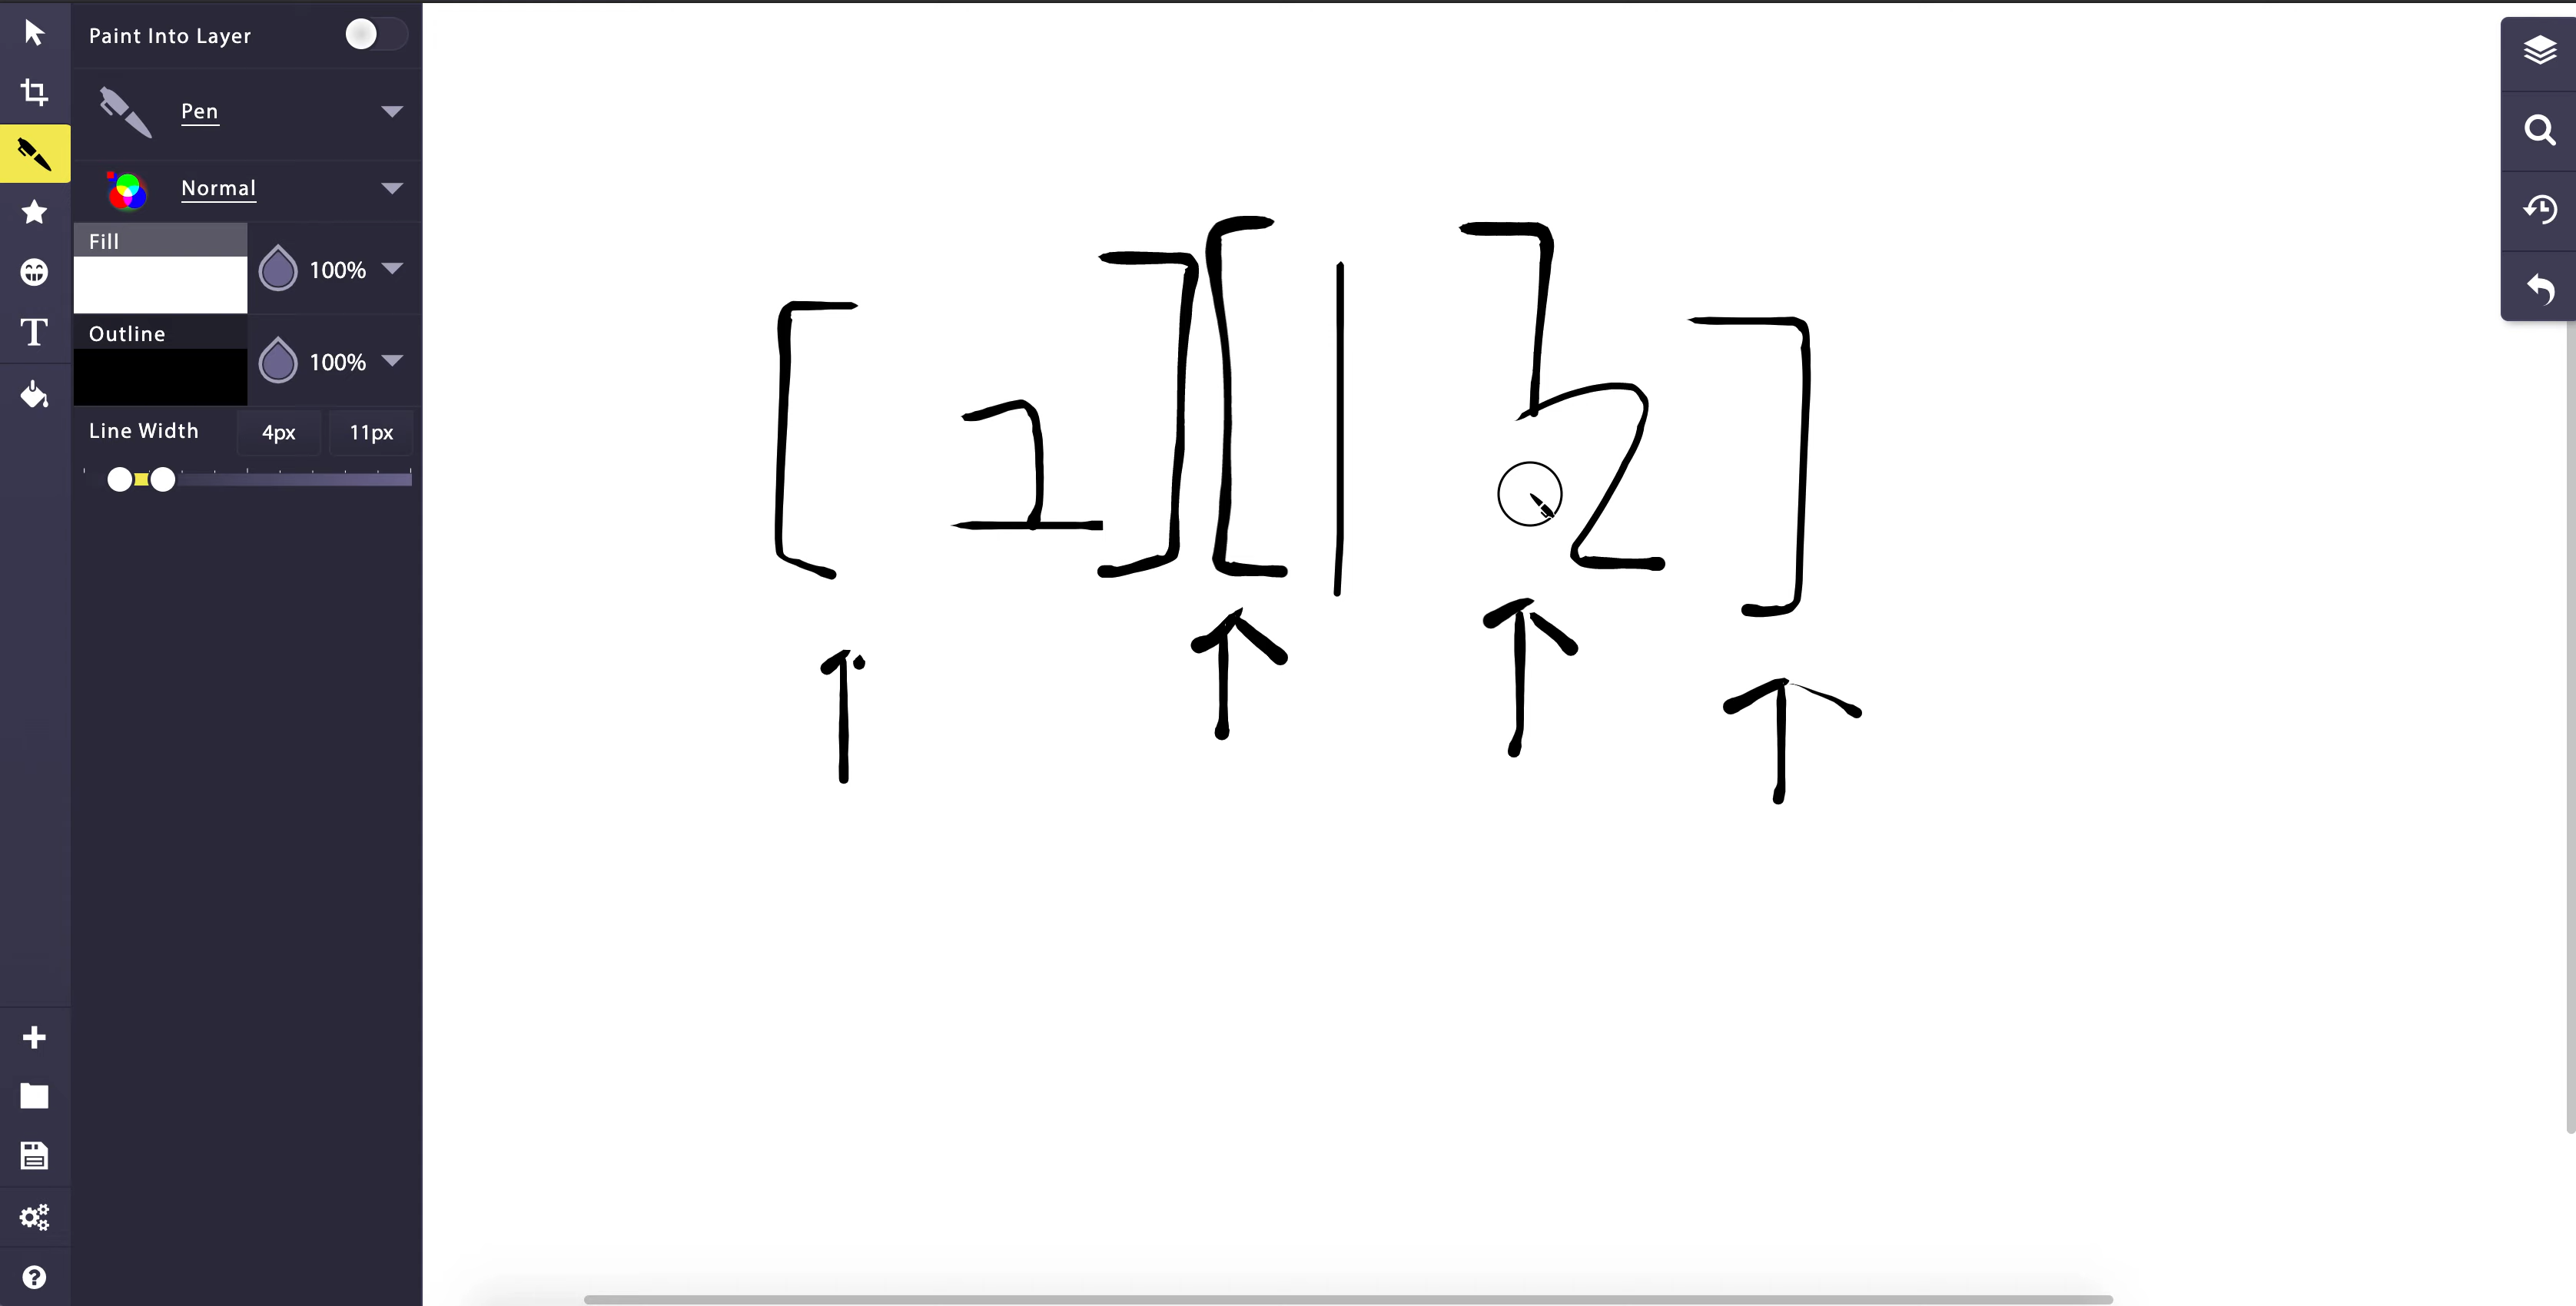 Paint Into Layer
Pen
Normal
Fill
100%
Outline
100%
Line Width 4px 11px
T
[ 1 ] [ | ] 2 ]